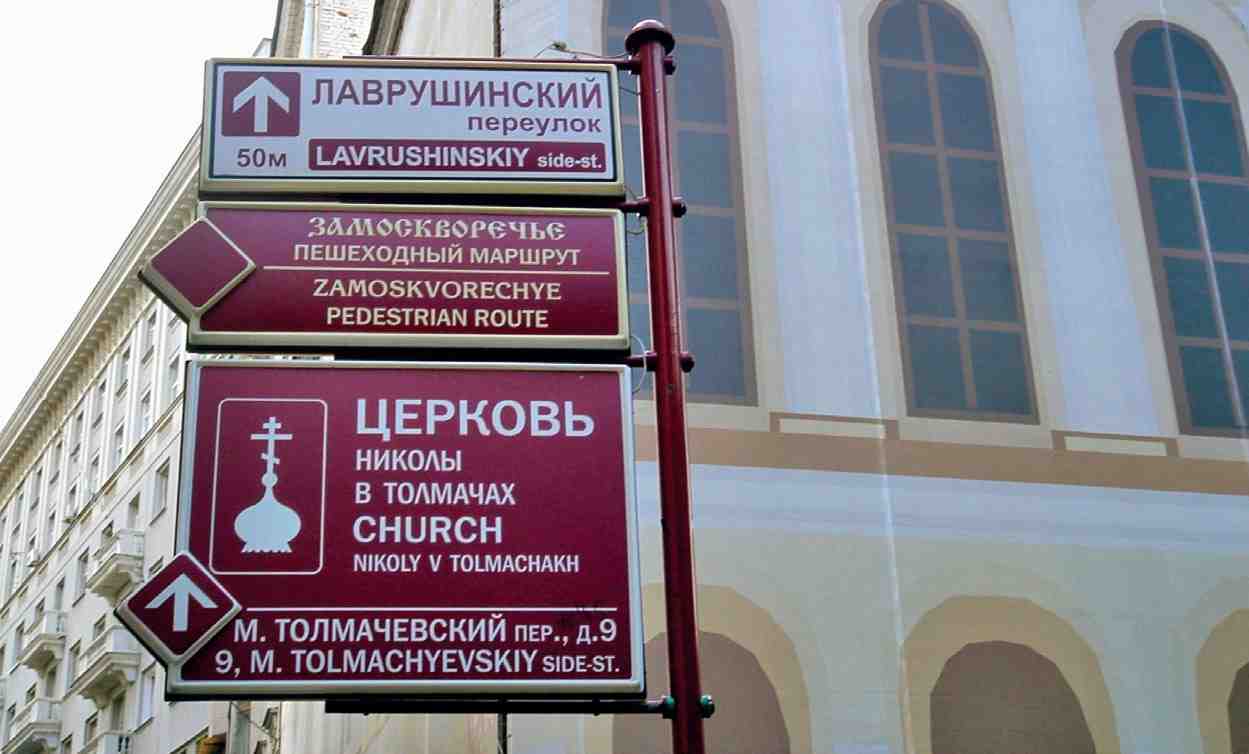 ЛАВРУШИНСКИЙ
переулок
50м LAVRUSHINSKIY side-st.
ЗАМОСКВОРЕЧЬЕ
ПЕШЕХОДНЫЙ МАРШРУТ
ZAMOSKVORECHYE
PEDESTRIAN ROUTE
ЦЕРКОВЬ
НИКОЛЫ
В ТОЛМАЧАХ
CHURCH
NIKOLY V TOLMACHAKH
М. ТОЛМАЧЕВСКИЙ ПЕР., Д.9
9, M. TOLMACHYEVSKIY SIDE-ST.